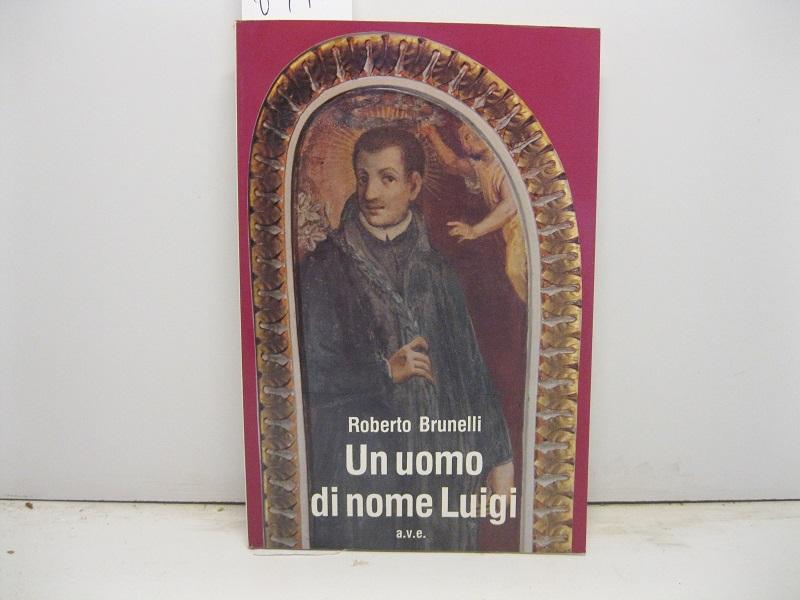 Roberto Brunelli
Un uomo
di nome Luigi
a.v.e.